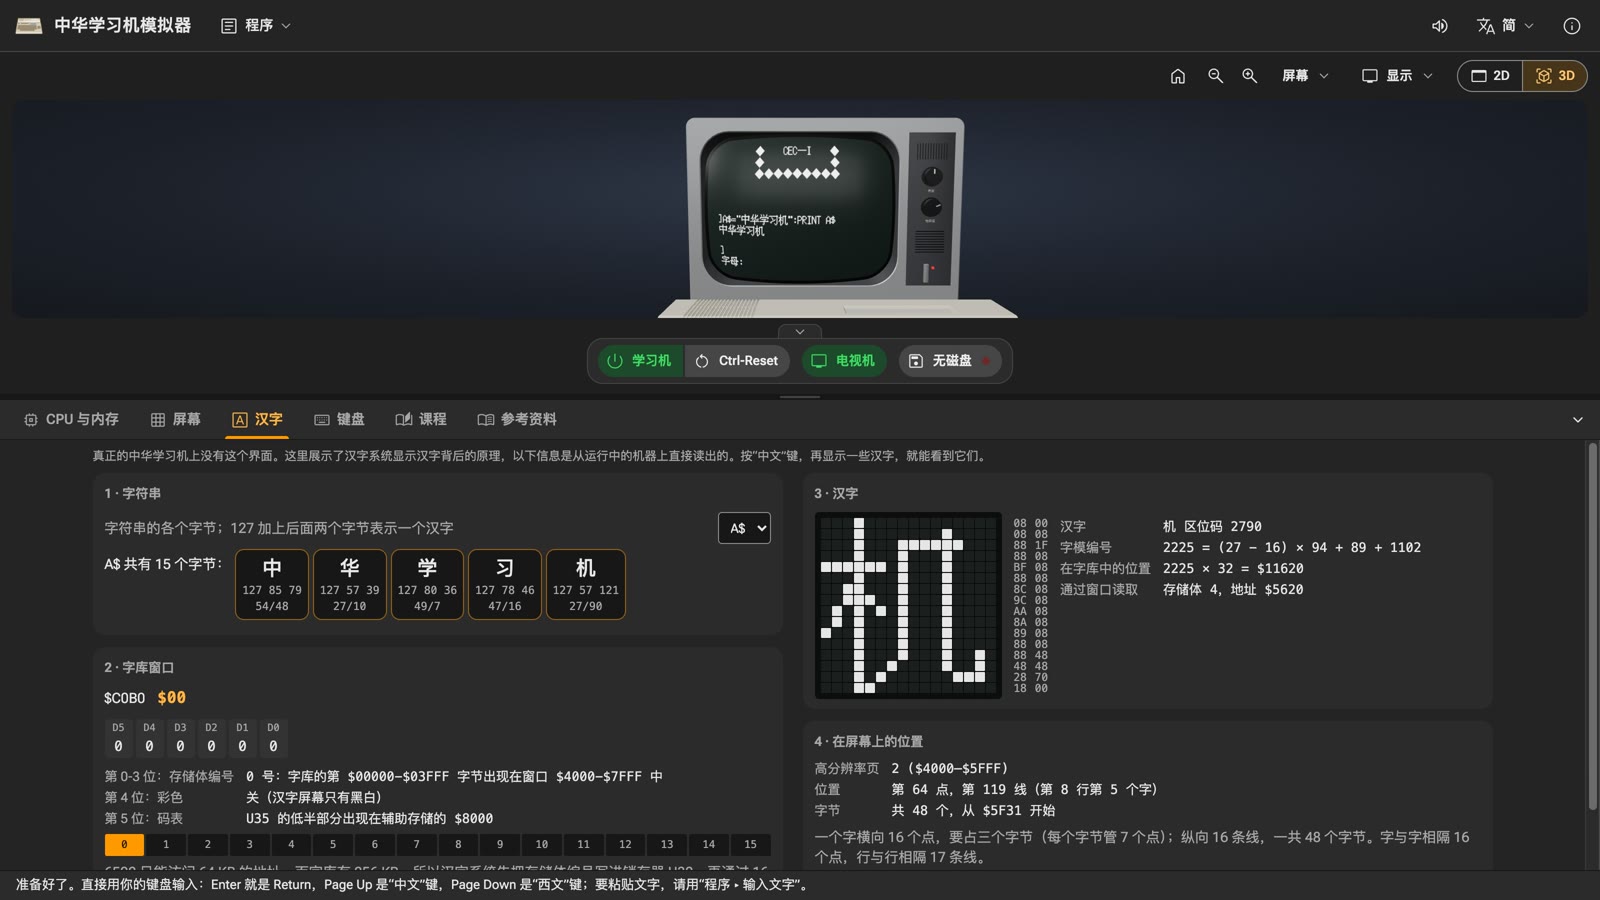 中华学习机模拟器
程序
简
屏幕
显示
2D
3D
CEC—I
]A$="中华学习机":PRINT A$
中华学习机
]
字母:
学习机
Ctrl-Reset
电视机
无磁盘
CPU 与内存
屏幕
汉字
键盘
课程
参考资料
真正的中华学习机上没有这个界面。这里展示了汉字系统显示汉字背后的原理，以下信息是从运行中的机器上直接读出的。按“中文”键，再显示一些汉字，就能看到它们。
1 · 字符串
字符串的各个字节；127 加上后面两个字节表示一个汉字
A$
A$ 共有 15 个字节：
中
127 85 79
54/48
华
127 57 39
27/10
学
127 80 36
49/7
习
127 78 46
47/16
机
127 57 121
27/90
2 · 字库窗口
$C0B0 $00
D5 D4 D3 D2 D1 D0
0 0 0 0 0 0
第 0-3 位：存储体编号 0 号：字库的第 $00000–$03FFF 字节出现在窗口 $4000–$7FFF 中
第 4 位：彩色 关（汉字屏幕只有黑白）
第 5 位：码表 U35 的低半部分出现在辅助存储的 $8000
0 1 2 3 4 5 6 7 8 9 10 11 12 13 14 15
3 · 汉字
08 00
08 08
88 1F
88 08
BF 08
88 08
8C 08
9C 08
AA 08
8A 08
89 08
88 08
88 48
48 48
28 70
18 00
汉字 机 区位码 2790
字模编号 2225 = (27 − 16) × 94 + 89 + 1102
在字库中的位置 2225 × 32 = $11620
通过窗口读取 存储体 4，地址 $5620
4 · 在屏幕上的位置
高分辨率页 2 ($4000–$5FFF)
位置 第 64 点，第 119 线（第 8 行第 5 个字）
字节 共 48 个，从 $5F31 开始
一个字横向 16 个点，要占三个字节（每个字节管 7 个点）；纵向 16 条线，一共 48 个字节。字与字相隔 16
个点，行与行相隔 17 条线。
准备好了。直接用你的键盘输入：Enter 就是 Return，Page Up 是“中文”键，Page Down 是“西文”键；要粘贴文字，请用“程序 ▸ 输入文字”。